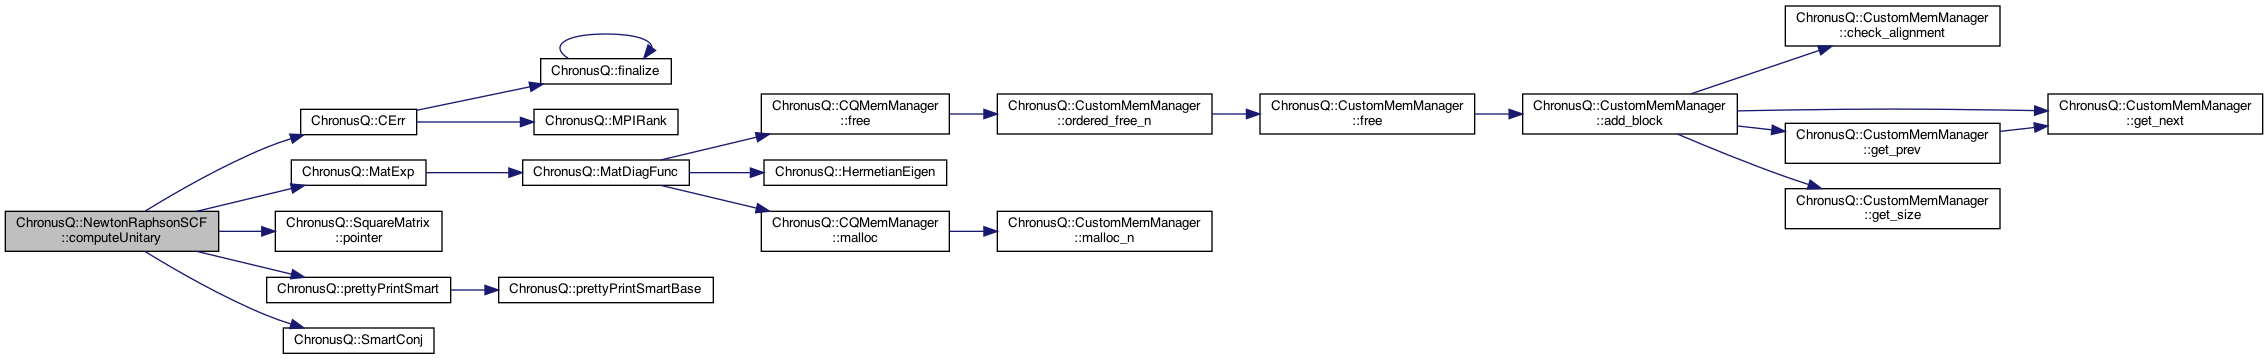 ChronusQ::NewtonRaphsonSCF
::computeUnitary
ChronusQ::CErr
ChronusQ::finalize
ChronusQ::MPIRank
ChronusQ::MatExp
ChronusQ::MatDiagFunc
ChronusQ::CQMemManager
::free
ChronusQ::CustomMemManager
::ordered_free_n
ChronusQ::CustomMemManager
::free
ChronusQ::CustomMemManager
::add_block
ChronusQ::CustomMemManager
::check_alignment
ChronusQ::CustomMemManager
::get_next
ChronusQ::CustomMemManager
::get_prev
ChronusQ::CustomMemManager
::get_size
ChronusQ::HermetianEigen
ChronusQ::CQMemManager
::malloc
ChronusQ::CustomMemManager
::malloc_n
ChronusQ::SquareMatrix
::pointer
ChronusQ::prettyPrintSmart
ChronusQ::prettyPrintSmartBase
ChronusQ::SmartConj